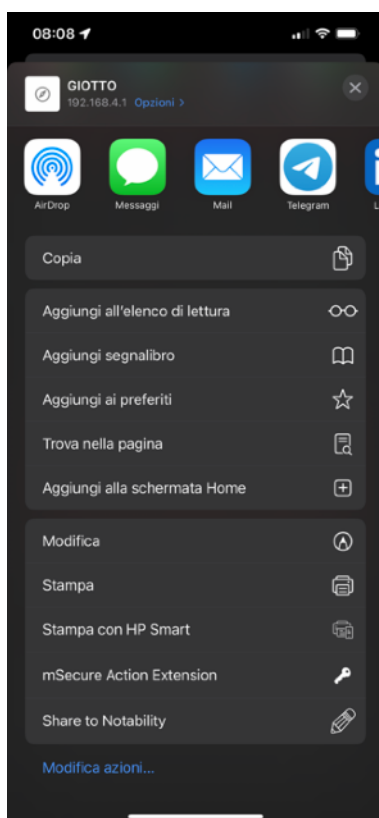 08:08
GIOTTO
192.168.4.1 Opzioni >
AirDrop Messaggi Mail Telegram
Copia
Aggiungi all'elenco di lettura
Aggiungi segnalibro
Aggiungi ai preferiti
Trova nella pagina
Aggiungi alla schermata Home
Modifica
Stampa
Stampa con HP Smart
mSecure Action Extension
Share to Notability
Modifica azioni...